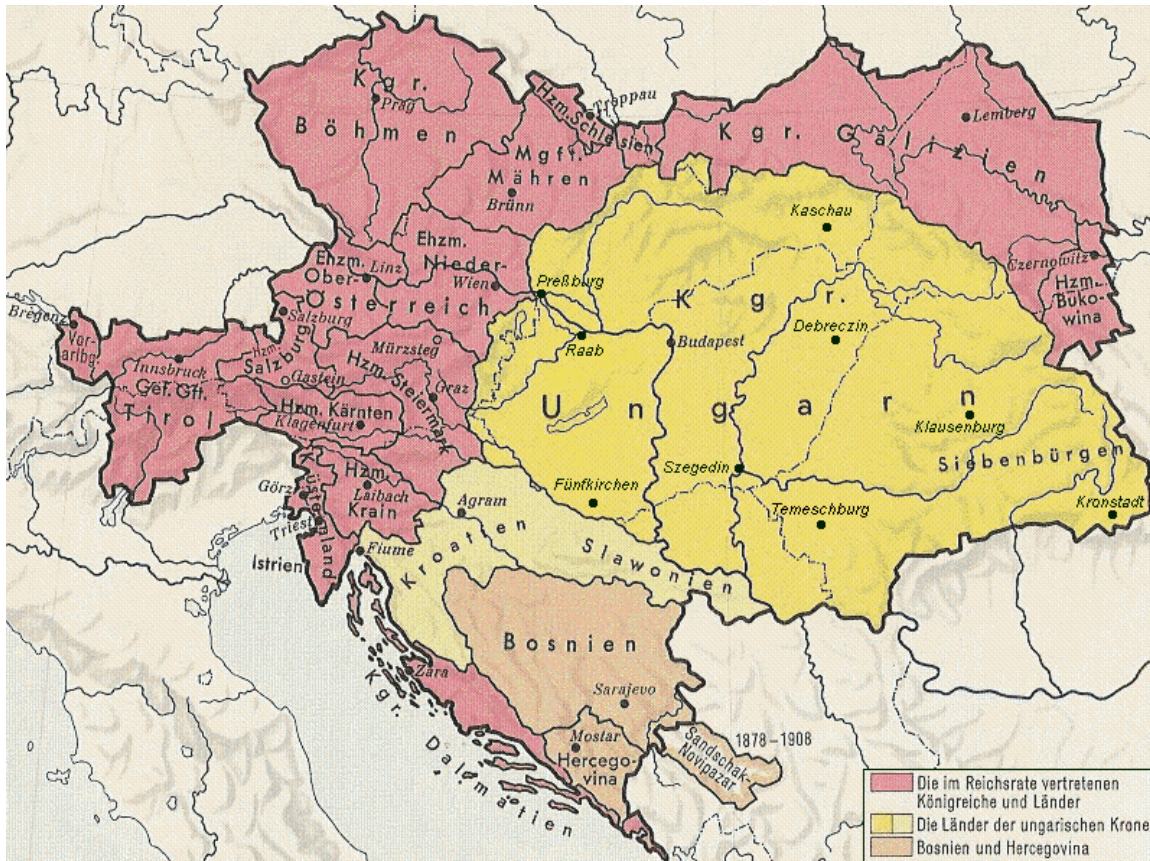 Kgr.
Böhmen
Prag
Hzm. Schlesien
Troppau
Mgft.
Mähren
Brünn
Kgr. Galizien
Lemberg
Czernowitz
Hzm. Buko-
wina
Kaschau
Ehzm.
Nieder-
Ehzm.
Ober-
Österreich
Linz
Wien
Preßburg
Salzburg
Hzm.
Salzburg
Bregenz
Vor-
arlbg.
Innsbruck
Gef. Gft.
Tirol
Gastein
Mürzsteg
Hzm. Steiermark
Graz
Hzm. Kärnten
Klagenfurt
Raab
Budapest
Debreczin
Kgr.
Ungarn
Klausenburg
Siebenbürgen
Szegedin
Fünfkirchen
Temeschburg
Kronstadt
Hzm.
Laibach
Krain
Küstenland
Görz
Triest
Istrien
Fiume
Agram
Kroatien
Slawonien
Bosnien
Sarajevo
Zara
Kgr.
Dalmatien
Mostar
Hercego-
vina
Sandschak-
Novipazar
1878-1908
Die im Reichsrate vertretenen
Königreiche und Länder
Die Länder der ungarischen Krone
Bosnien und Hercegovina